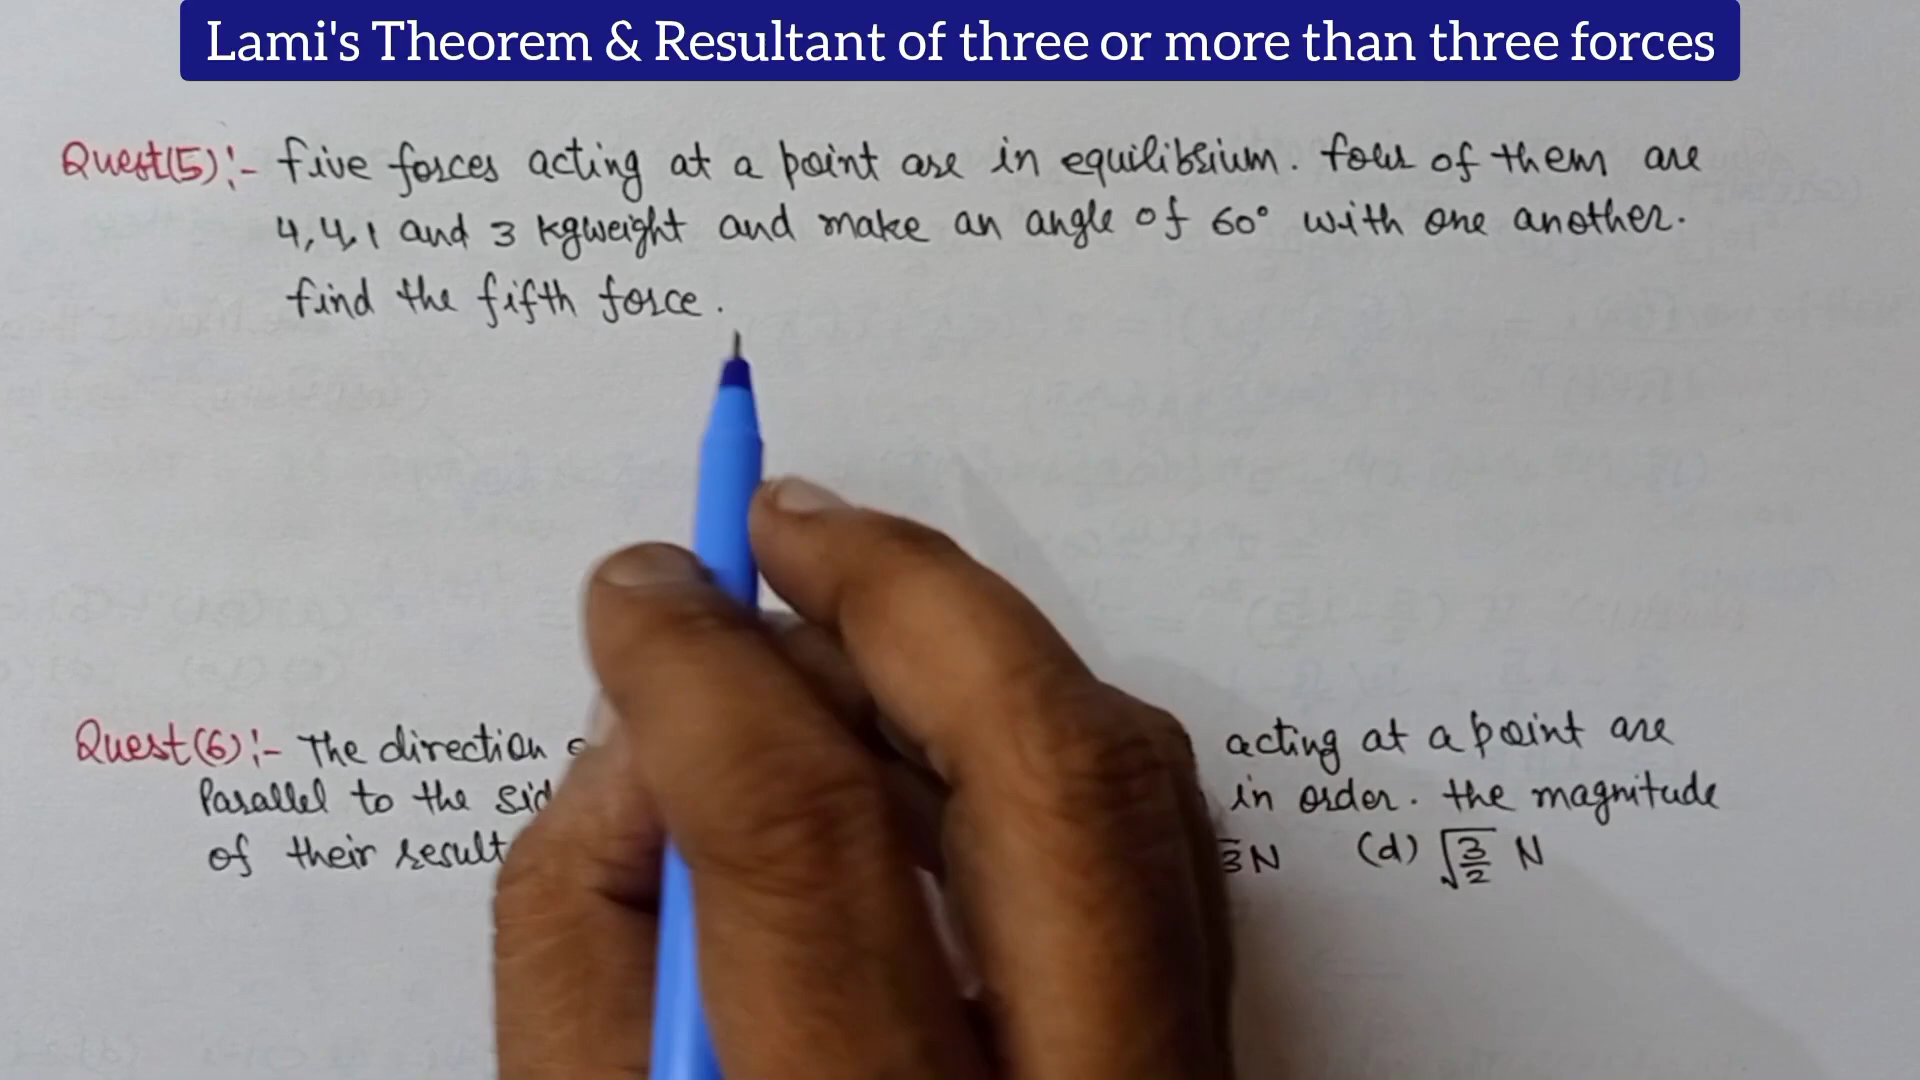 Lami's Theorem & Resultant of three or more than three forces
Quest(5):- five forces acting at a point are in equilibrium. four of them are
4,4,1 and 3 kgweight and make an angle of 60° with one another.
find the fifth force.
Quest(6):- The direction acting at a point are
Parallel to the in order. the magnitude
of their (d) √3/2 N